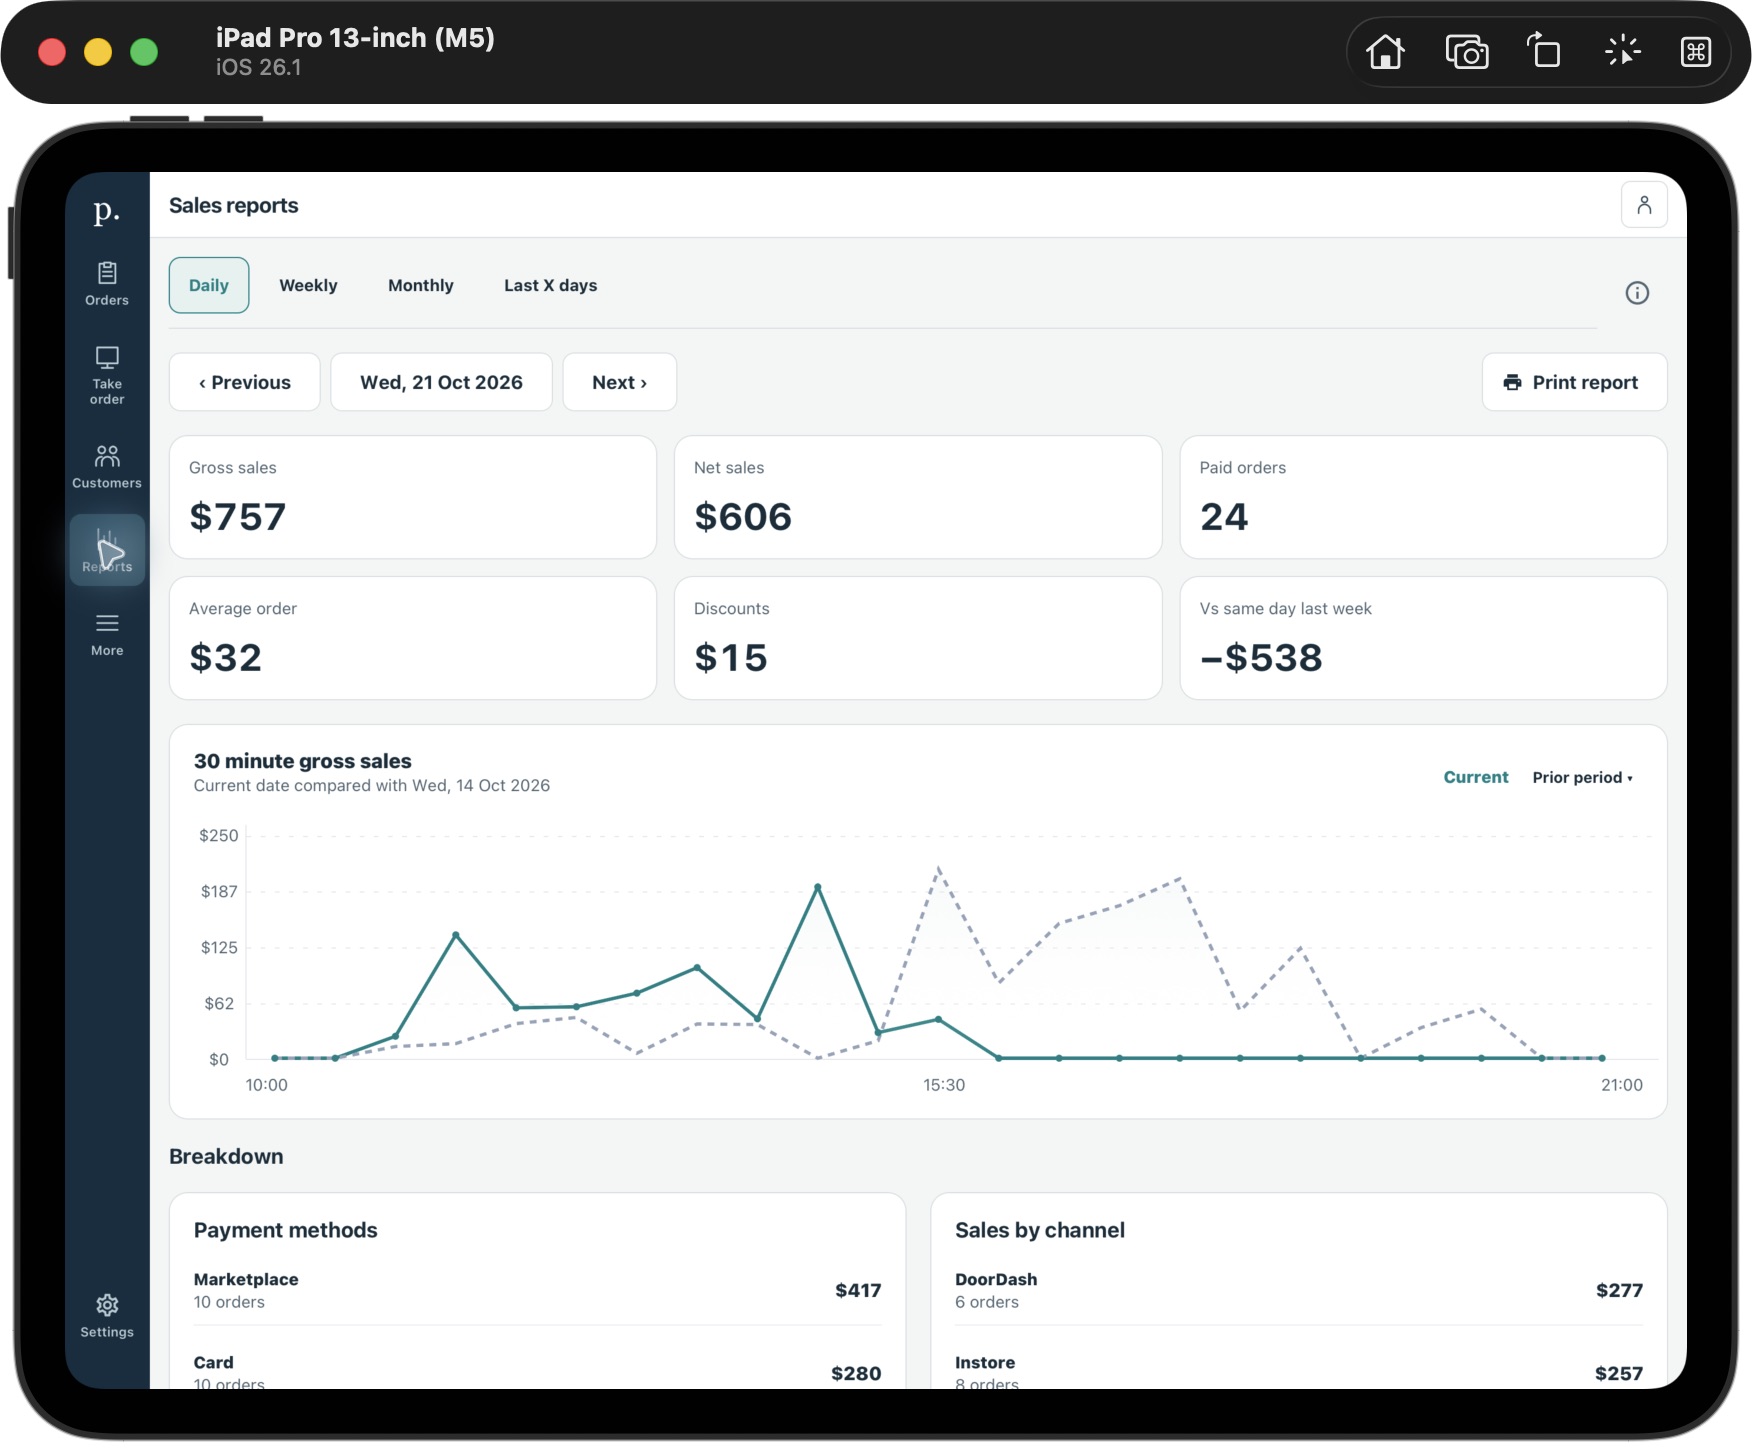 iPad Pro 13-inch (M5)
iOS 26.1
p.
Orders
Take
order
Customers
Reports
More
Settings
Sales reports
Daily
Weekly
Monthly
Last X days
‹ Previous
Wed, 21 Oct 2026
Next ›
Print report
Gross sales
$757
Net sales
$606
Paid orders
24
Average order
$32
Discounts
$15
Vs same day last week
–$538
30 minute gross sales
Current date compared with Wed, 14 Oct 2026
Current
Prior period ▾
$250
$187
$125
$62
$0
10:00
15:30
21:00
Breakdown
Payment methods
Marketplace
10 orders
$417
Card
10 orders
$280
Sales by channel
DoorDash
6 orders
$277
Instore
8 orders
$257